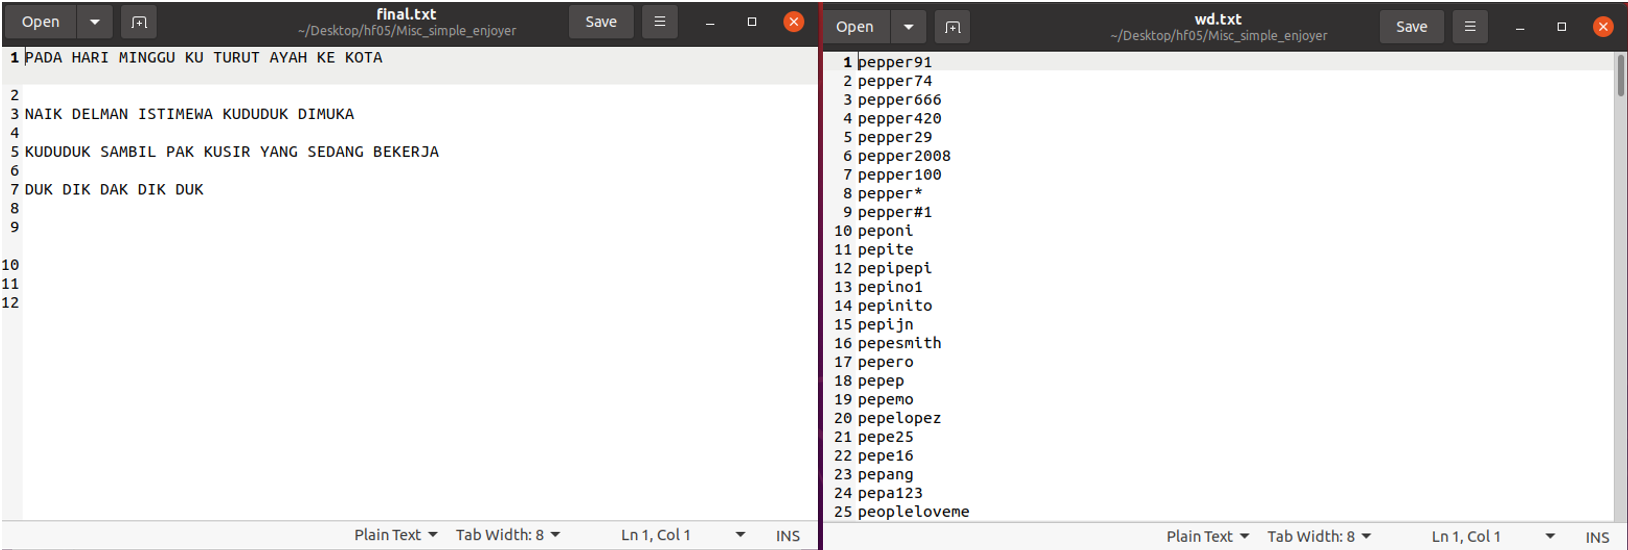 Open
final.txt
~/Desktop/hf05/Misc_simple_enjoyer
Save
1 PADA HARI MINGGU KU TURUT AYAH KE KOTA
2
3 NAIK DELMAN ISTIMEWA KUDUDUK DIMUKA
4
5 KUDUDUK SAMBIL PAK KUSIR YANG SEDANG BEKERJA
6
7 DUK DIK DAK DIK DUK
8
9
10
11
12
Plain Text Tab Width: 8 Ln 1, Col 1 INS
Open
wd.txt
~/Desktop/hf05/Misc_simple_enjoyer
Save
1 pepper91
2 pepper74
3 pepper666
4 pepper420
5 pepper29
6 pepper2008
7 pepper100
8 pepper*
9 pepper#1
10 peponi
11 pepite
12 pepipepi
13 pepino1
14 pepinito
15 pepijn
16 pepesmith
17 pepero
18 pepep
19 pepemo
20 pepelopez
21 pepe25
22 pepe16
23 pepang
24 pepa123
25 peopleloveme
Plain Text Tab Width: 8 Ln 1, Col 1 INS